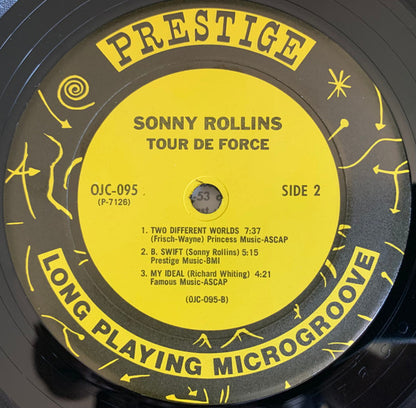 PRESTIGE
SONNY ROLLINS
TOUR DE FORCE
OJC-095
(P-7126)
SIDE 2
1. TWO DIFFERENT WORLDS 7:37
(Frisch-Wayne) Princess Music-ASCAP
2. B. SWIFT (Sonny Rollins) 5:15
Prestige Music-BMI
3. MY IDEAL (Richard Whiting) 4:21
Famous Music-ASCAP
(OJC-095-B)
LONG PLAYING MICROGROOVE